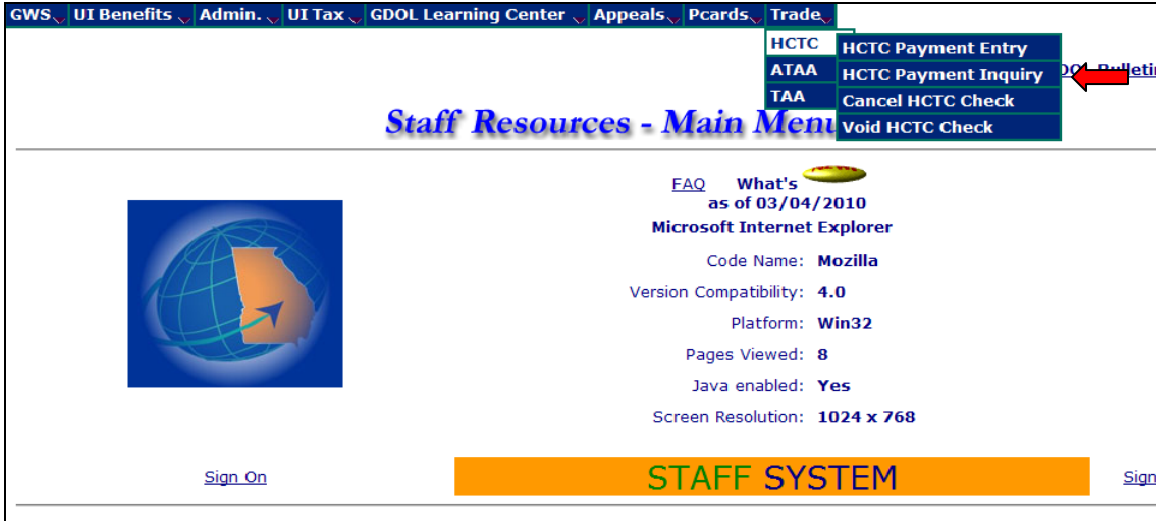 GWS UI Benefits Admin. UI Tax GDOL Learning Center Appeals Pcards Trade
HCTC HCTC Payment Entry
ATAA HCTC Payment Inquiry
TAA Cancel HCTC Check
Void HCTC Check
Staff Resources - Main Menu
FAQ What's
as of 03/04/2010
Microsoft Internet Explorer
Code Name: Mozilla
Version Compatibility: 4.0
Platform: Win32
Pages Viewed: 8
Java enabled: Yes
Screen Resolution: 1024 x 768
Sign On STAFF SYSTEM Sign